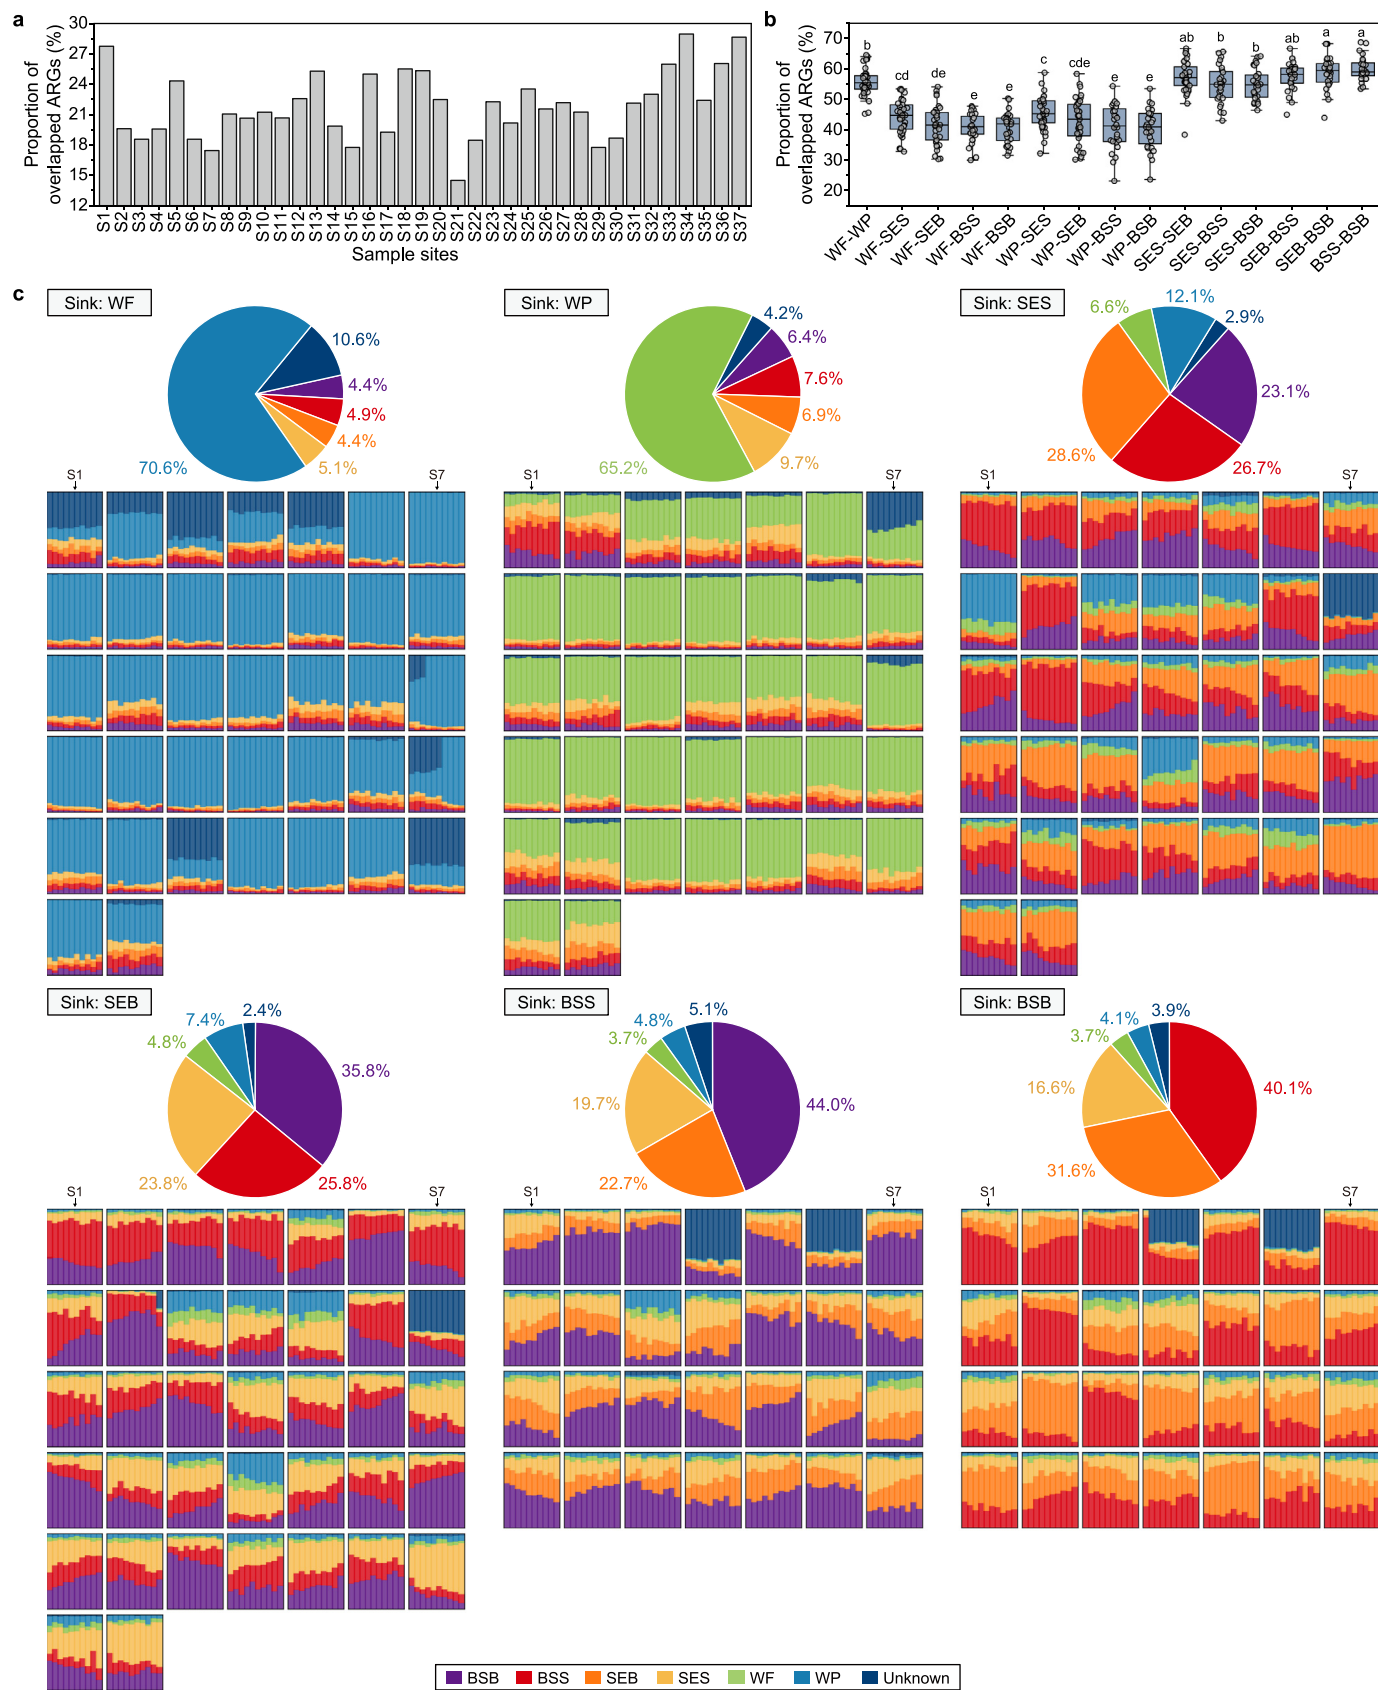 a
Proportion of
overlapped ARGs (%)
30
27
24
21
18
15
12
S1 S2 S3 S4 S5 S6 S7 S8 S9 S10 S11 S12 S13 S14 S15 S16 S17 S18 S19 S20 S21 S22 S23 S24 S25 S26 S27 S28 S29 S30 S31 S32 S33 S34 S35 S36 S37
Sample sites
b
Proportion of
overlapped ARGs (%)
70
60
50
40
30
20
b cd de e e c cde e e ab b b ab a a
WF-WP WF-SES WF-SEB WF-BSS WF-BSB WP-SES WP-SEB WP-BSS WP-BSB SES-SEB SES-BSS SES-BSB SEB-BSS SEB-BSB BSS-BSB
c
Sink: WF
10.6%
4.4%
4.9%
4.4%
5.1%
70.6%
S1
S7
Sink: WP
4.2%
6.4%
7.6%
6.9%
9.7%
65.2%
S1
S7
Sink: SES
6.6%
12.1%
2.9%
23.1%
26.7%
28.6%
S1
S7
Sink: SEB
2.4%
7.4%
4.8%
35.8%
23.8%
25.8%
S1
S7
Sink: BSS
5.1%
4.8%
3.7%
19.7%
44.0%
22.7%
S1
S7
Sink: BSB
3.9%
4.1%
3.7%
16.6%
40.1%
31.6%
S1
S7
BSB BSS SEB SES WF WP Unknown